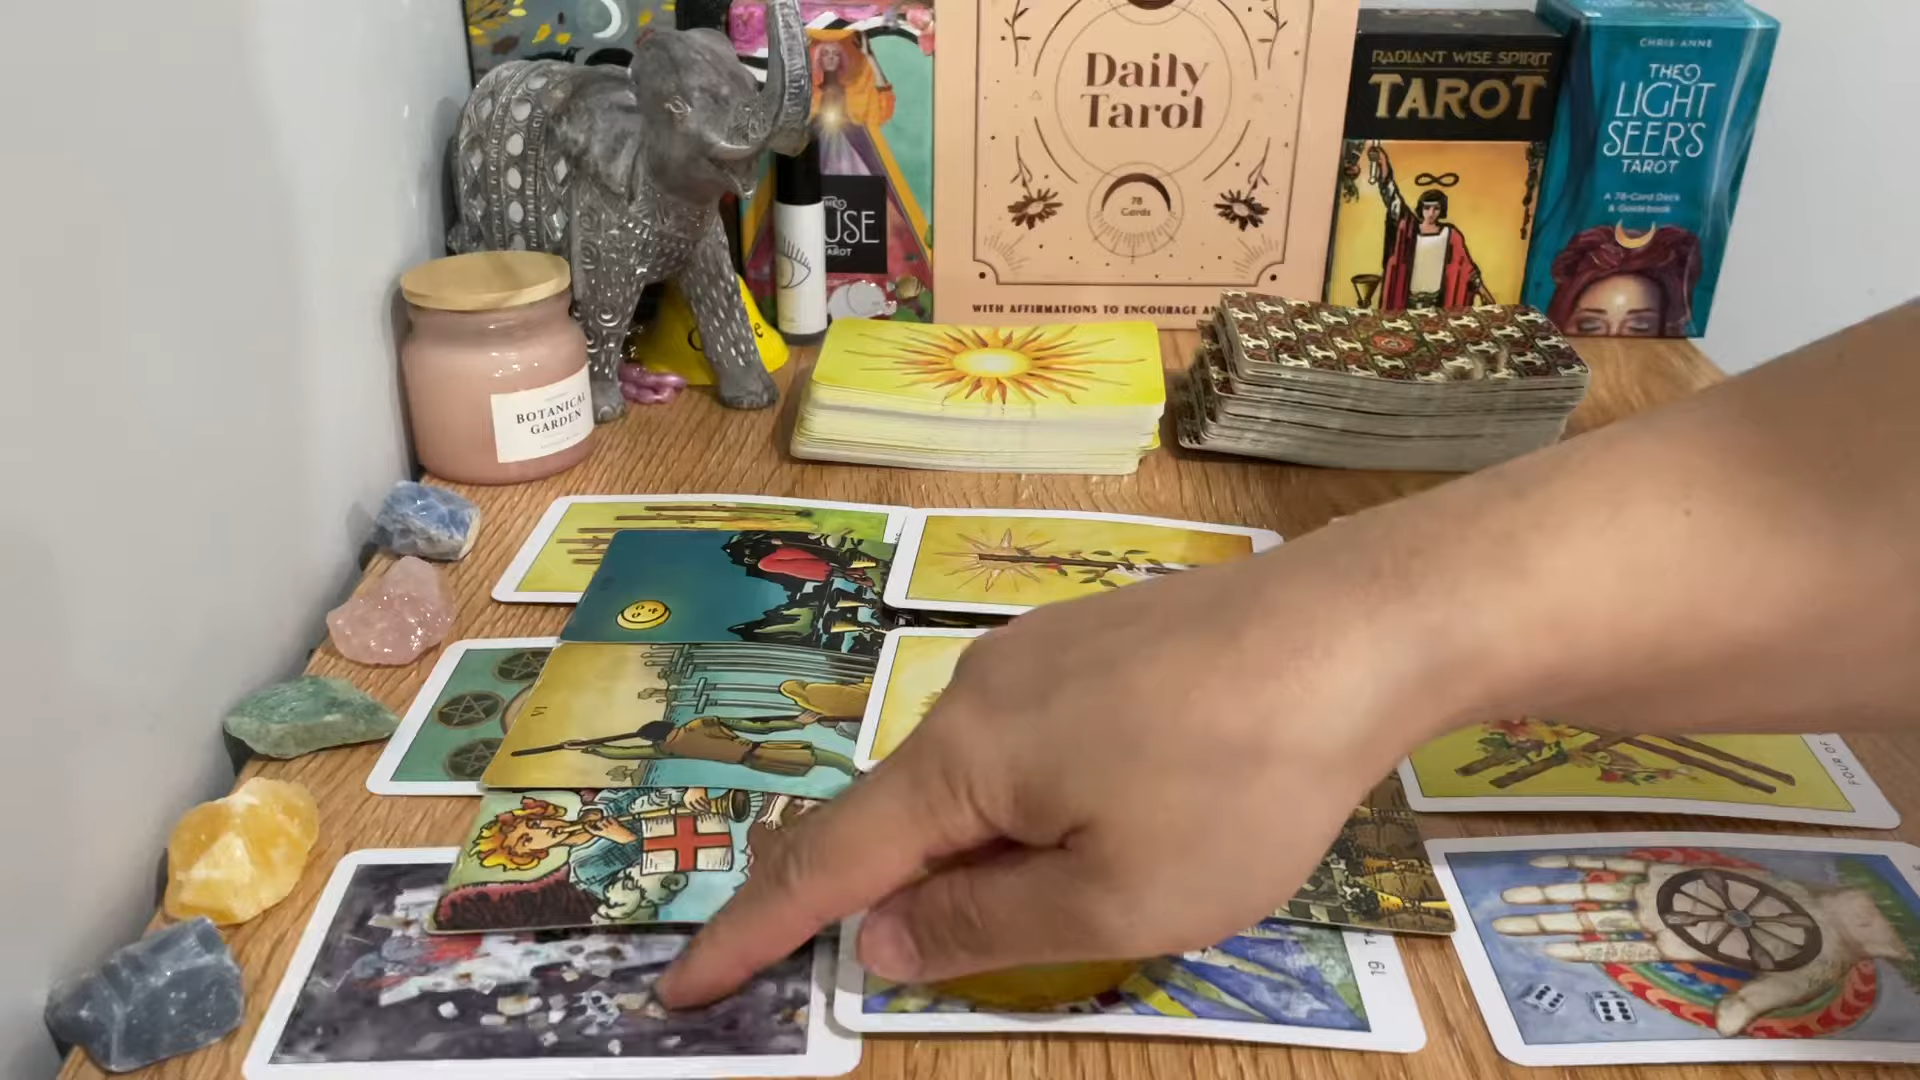 Daily
Tarot
78
Cards
WITH AFFIRMATIONS TO ENCOURAGE
RADIANT WISE SPIRIT
TAROT
CHRIS-ANNE
THE
LIGHT
SEER'S
TAROT
A 78-Card Deck
& Guidebook
USE
TAROT
BOTANICAL
GARDEN
VI
FOUR OF
19